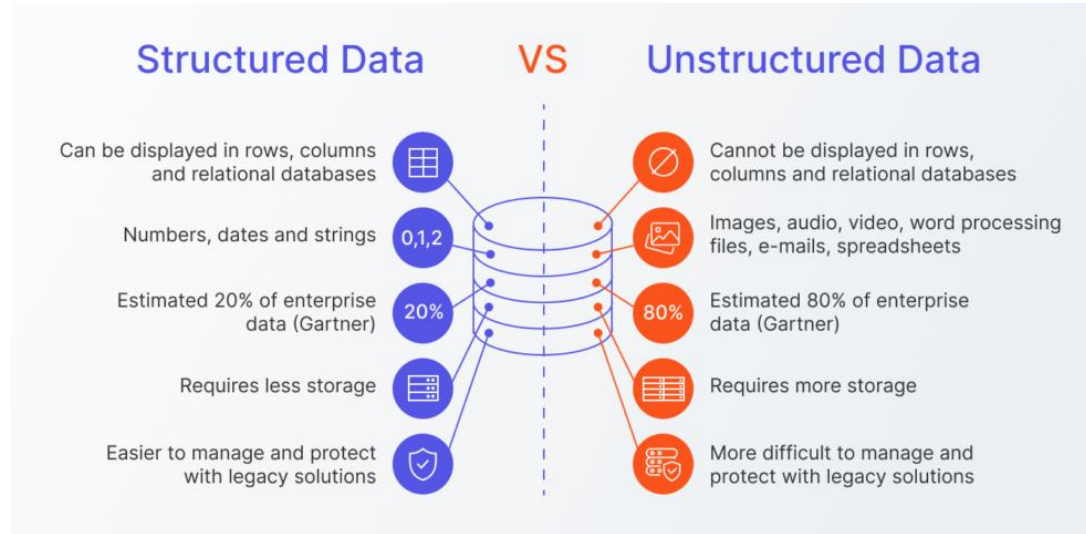 Structured Data VS Unstructured Data
Can be displayed in rows, columns
and relational databases
Cannot be displayed in rows,
columns and relational databases
Numbers, dates and strings
0,1,2
Images, audio, video, word processing
files, e-mails, spreadsheets
Estimated 20% of enterprise
data (Gartner)
20%
80%
Estimated 80% of enterprise
data (Gartner)
Requires less storage
Requires more storage
Easier to manage and protect
with legacy solutions
More difficult to manage and
protect with legacy solutions